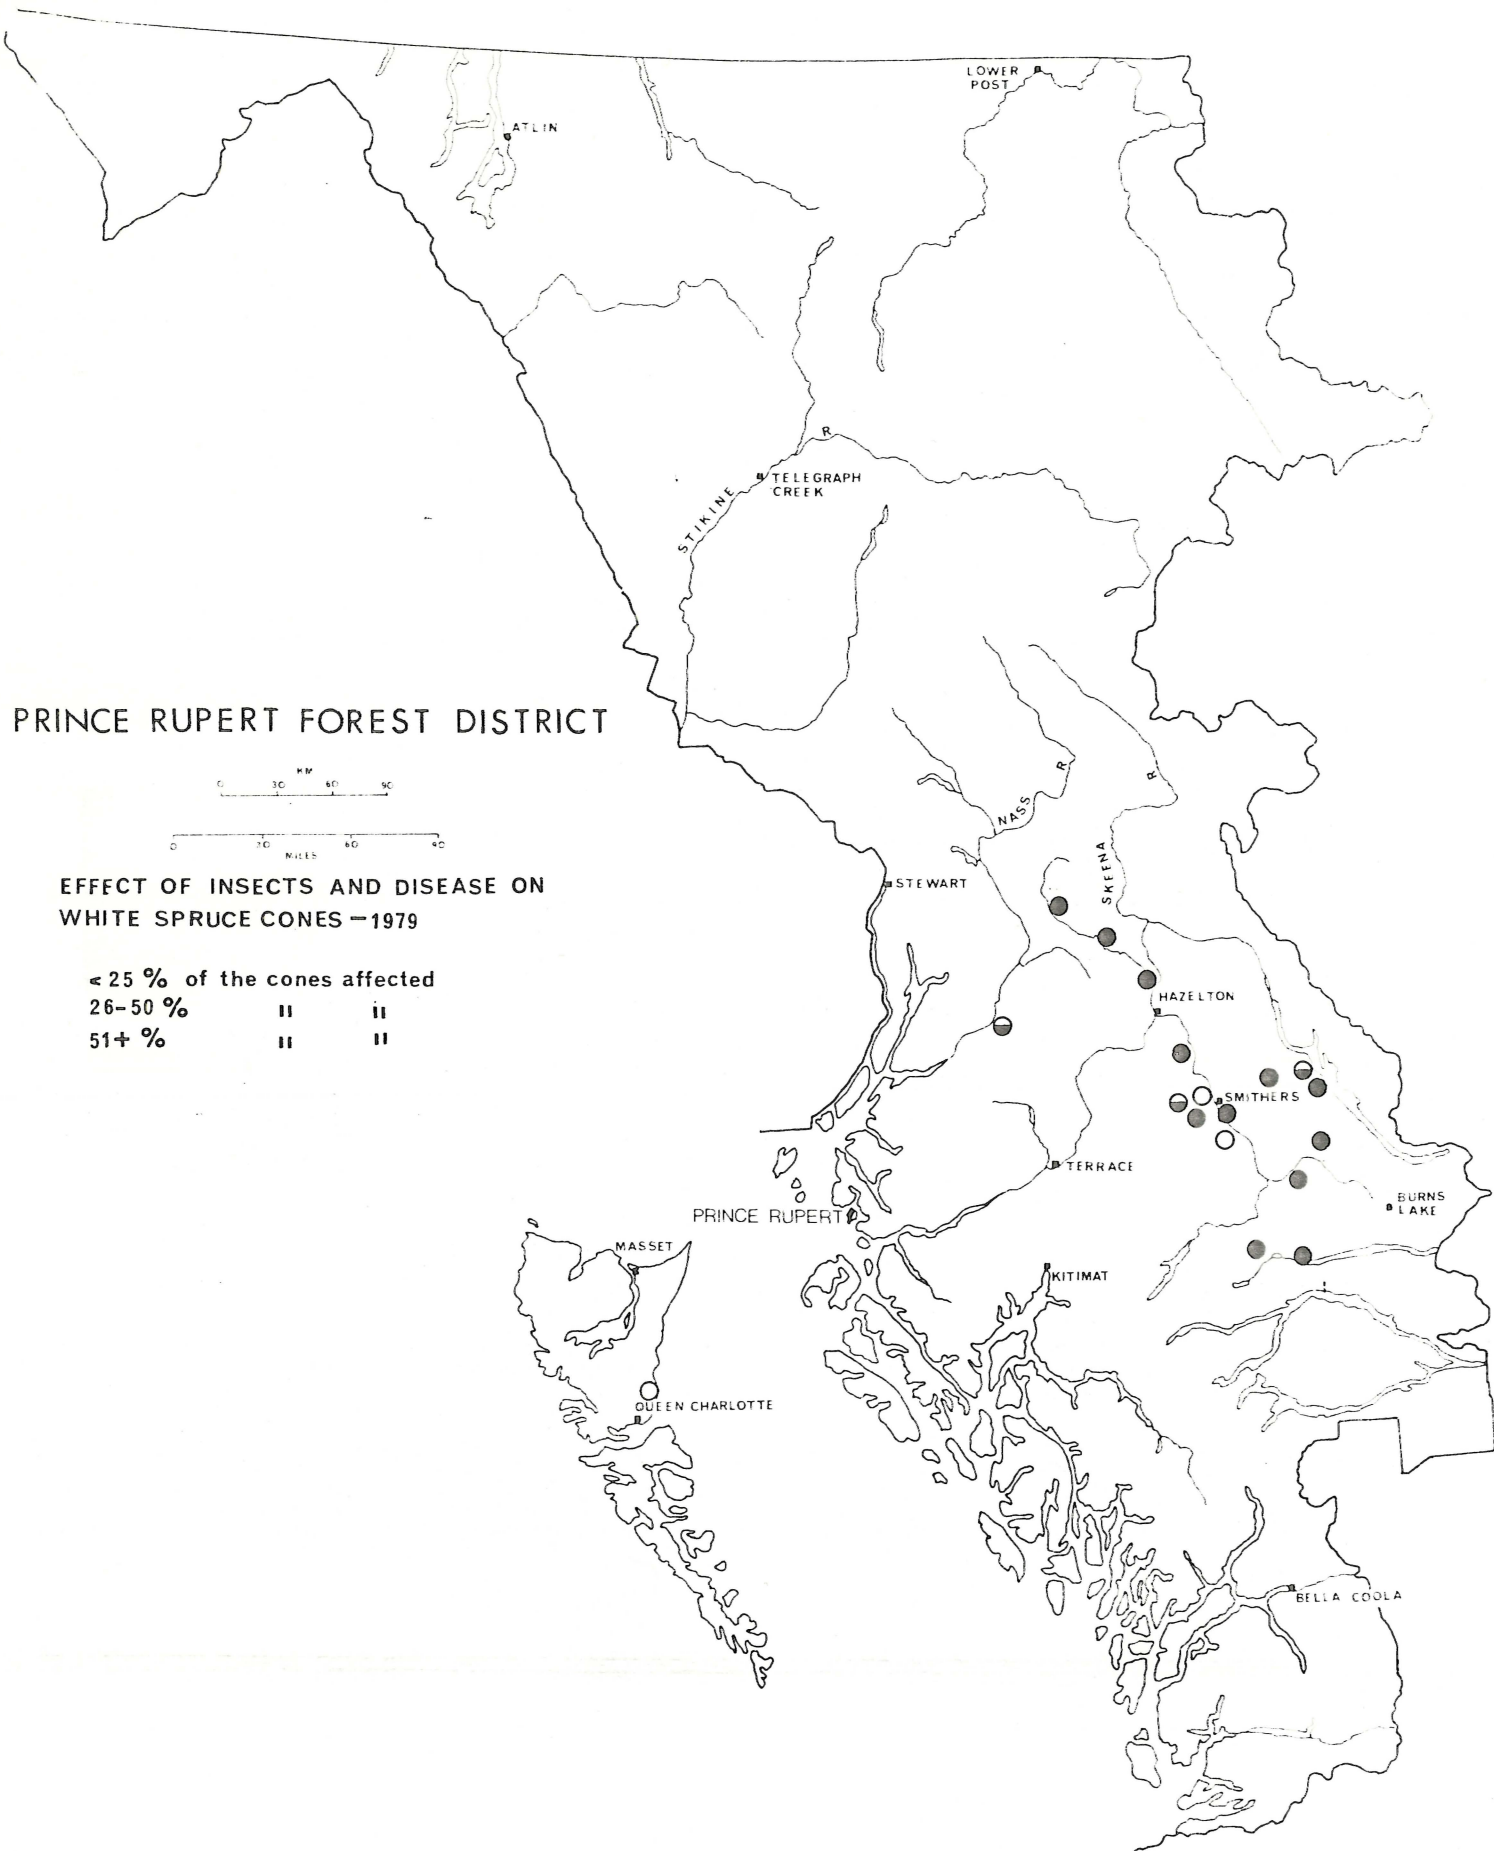 LOWER
POST
ATLIN
R
TELEGRAPH
CREEK
STIKINE
PRINCE RUPERT FOREST DISTRICT
KM
0 30 60 90
R
R
NASS
0 30 60 90
MILES
SKEENA
STEWART
EFFECT OF INSECTS AND DISEASE ON
WHITE SPRUCE CONES – 1979
< 25 % of the cones affected
26-50 % " "
51+ % " "
HAZELTON
SMITHERS
TERRACE
BURNS
LAKE
PRINCE RUPERT
MASSET
KITIMAT
QUEEN CHARLOTTE
BELLA COOLA